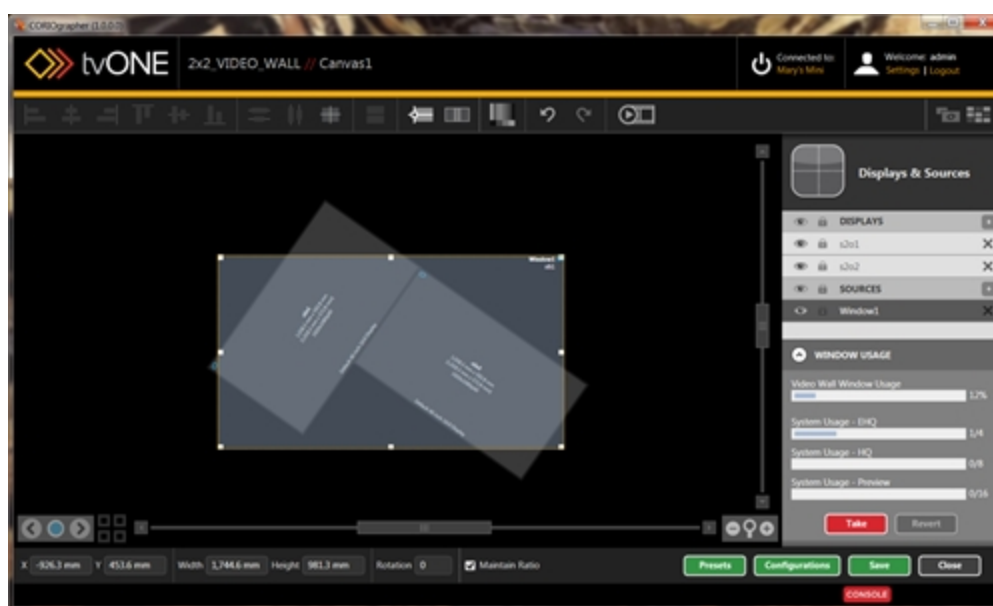 CORIOgrapher (1.0.0.0)
tvONE
2x2_VIDEO_WALL // Canvas1
Connected to:
Mary's Mini
Welcome: admin
Settings | Logout
Displays & Sources
DISPLAYS
s2o1
s2o2
SOURCES
Window1
Window1
WINDOW USAGE
Video Wall Window Usage
12%
System Usage - EHQ
1/4
System Usage - HQ
0/8
System Usage - Preview
0/16
Take Revert
X -926.3 mm Y 453.6 mm Width 1,744.6 mm Height 981.3 mm Rotation 0 Maintain Ratio Presets Configurations Save Close
CONSOLE